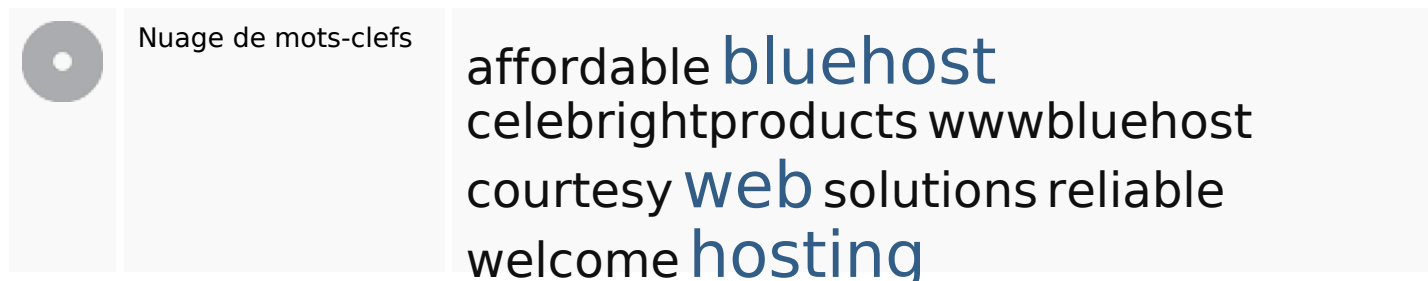 Nuage de mots-clefs
affordable bluehost
celebrightproducts wwwbluehost
courtesy web solutions reliable
welcome hosting